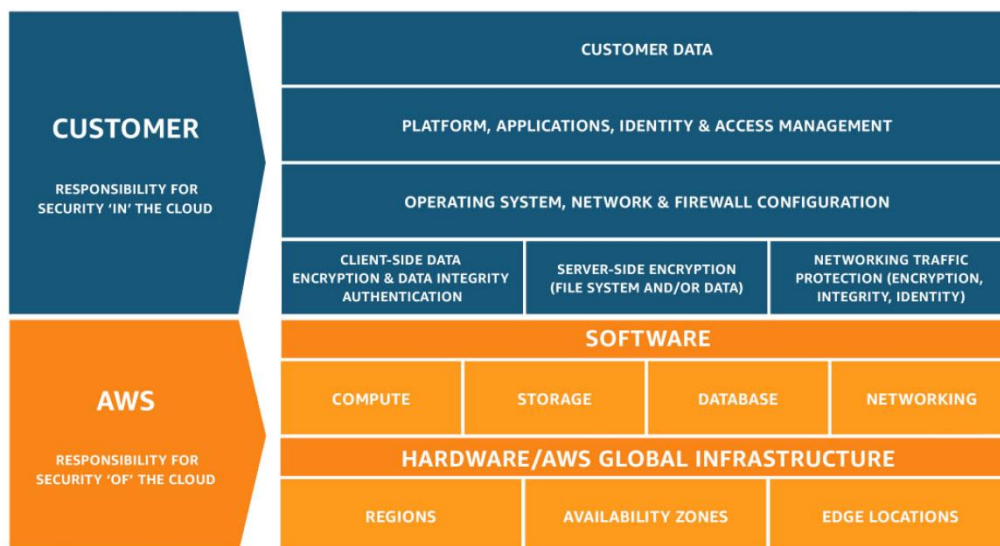 CUSTOMER
RESPONSIBILITY FOR
SECURITY ‘IN’ THE CLOUD
CUSTOMER DATA
PLATFORM, APPLICATIONS, IDENTITY & ACCESS MANAGEMENT
OPERATING SYSTEM, NETWORK & FIREWALL CONFIGURATION
CLIENT-SIDE DATA
ENCRYPTION & DATA INTEGRITY
AUTHENTICATION
SERVER-SIDE ENCRYPTION
(FILE SYSTEM AND/OR DATA)
NETWORKING TRAFFIC
PROTECTION (ENCRYPTION,
INTEGRITY, IDENTITY)
AWS
RESPONSIBILITY FOR
SECURITY ‘OF’ THE CLOUD
SOFTWARE
COMPUTE
STORAGE
DATABASE
NETWORKING
HARDWARE/AWS GLOBAL INFRASTRUCTURE
REGIONS
AVAILABILITY ZONES
EDGE LOCATIONS